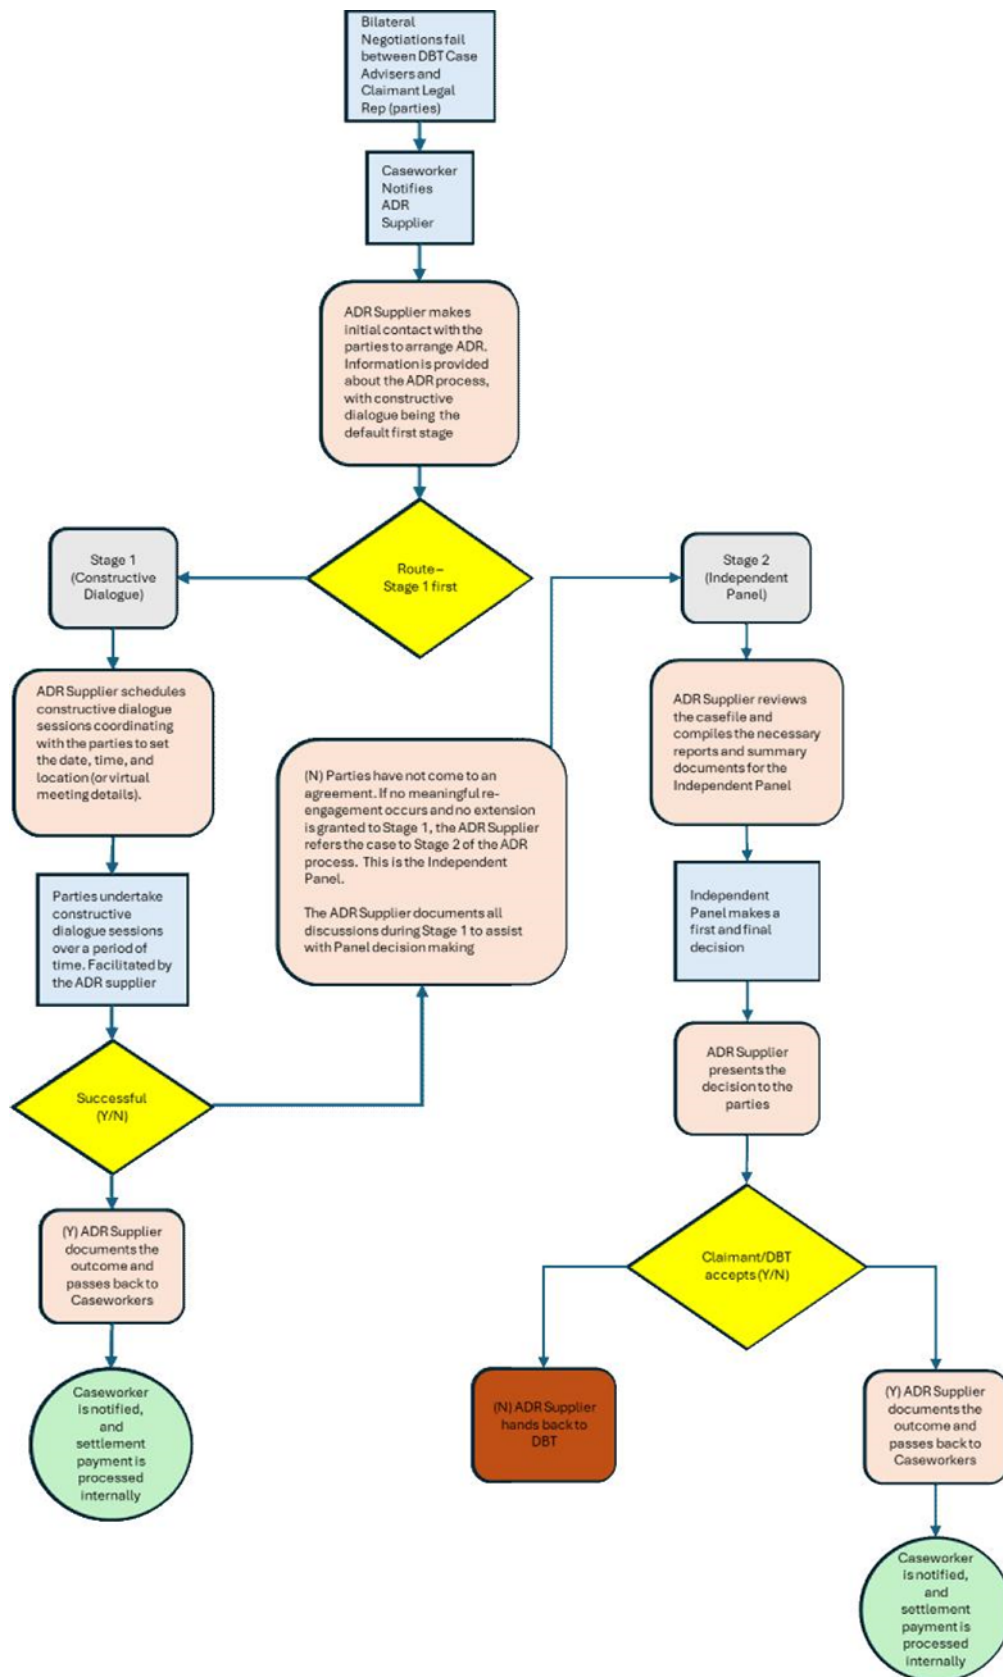 Bilateral
Negotiations fail
between DBT Case
Advisers and
Claimant Legal
Rep (parties)
Caseworker
Notifies
ADR
Supplier
ADR Supplier makes
initial contact with the
parties to arrange ADR.
Information is provided
about the ADR process,
with constructive
dialogue being the
default first stage
Route –
Stage 1 first
Stage 1
(Constructive
Dialogue)
ADR Supplier schedules
constructive dialogue
sessions coordinating
with the parties to set
the date, time, and
location (or virtual
meeting details).
Parties undertake
constructive
dialogue sessions
over a period of
time. Facilitated by
the ADR supplier
Successful
(Y/N)
(Y) ADR Supplier
documents the
outcome and
passes back to
Caseworkers
Caseworker
is notified,
and
settlement
payment is
processed
internally
(N) Parties have not come to an
agreement. If no meaningful re-
engagement occurs and no extension
is granted to Stage 1, the ADR Supplier
refers the case to Stage 2 of the ADR
process. This is the Independent
Panel.
The ADR Supplier documents all
discussions during Stage 1 to assist
with Panel decision making
Stage 2
(Independent
Panel)
ADR Supplier reviews
the casefile and
compiles the necessary
reports and summary
documents for the
Independent Panel
Independent
Panel makes a
first and final
decision
ADR Supplier
presents the
decision to the
parties
Claimant/DBT
accepts (Y/N)
(N) ADR Supplier
hands back to
DBT
(Y) ADR Supplier
documents the
outcome and
passes back to
Caseworkers
Caseworker
is notified,
and
settlement
payment is
processed
internally